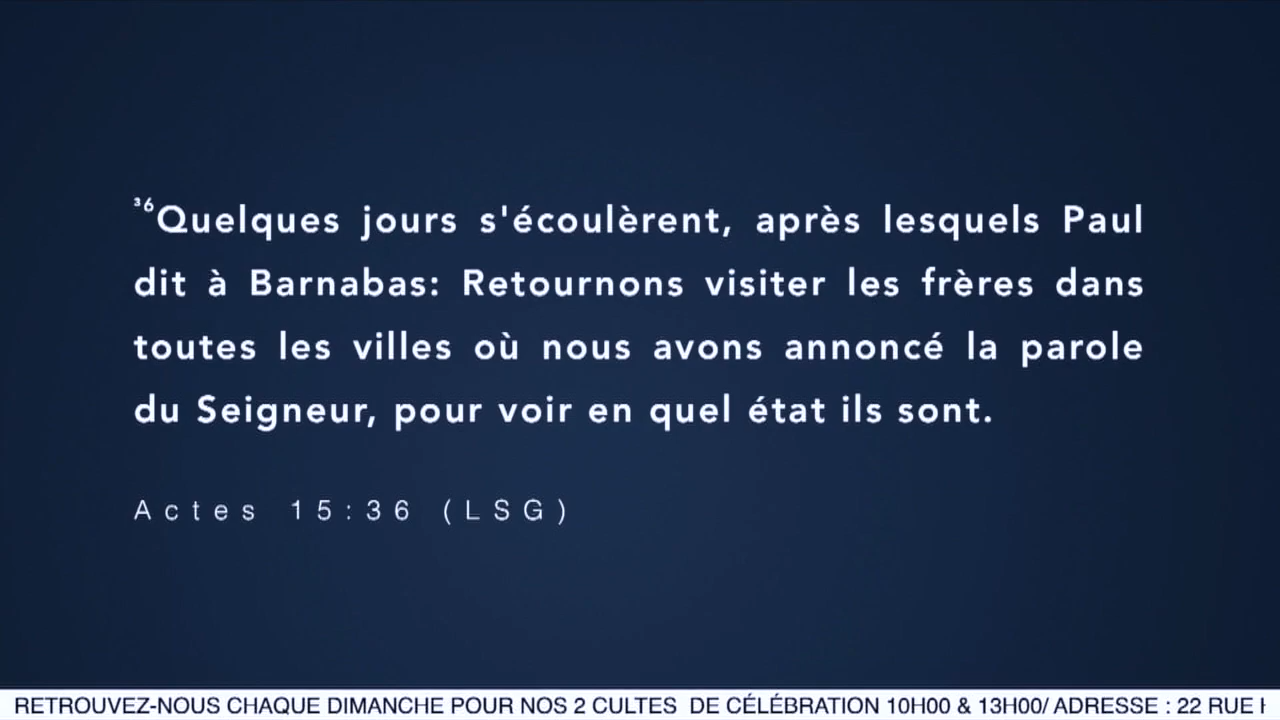 ³⁶Quelques jours s'écoulèrent, après lesquels Paul
dit à Barnabas: Retournons visiter les frères dans
toutes les villes où nous avons annoncé la parole
du Seigneur, pour voir en quel état ils sont.
Actes 15:36 (LSG)
RETROUVEZ-NOUS CHAQUE DIMANCHE POUR NOS 2 CULTES DE CÉLÉBRATION 10H00 & 13H00/ ADRESSE : 22 RUE